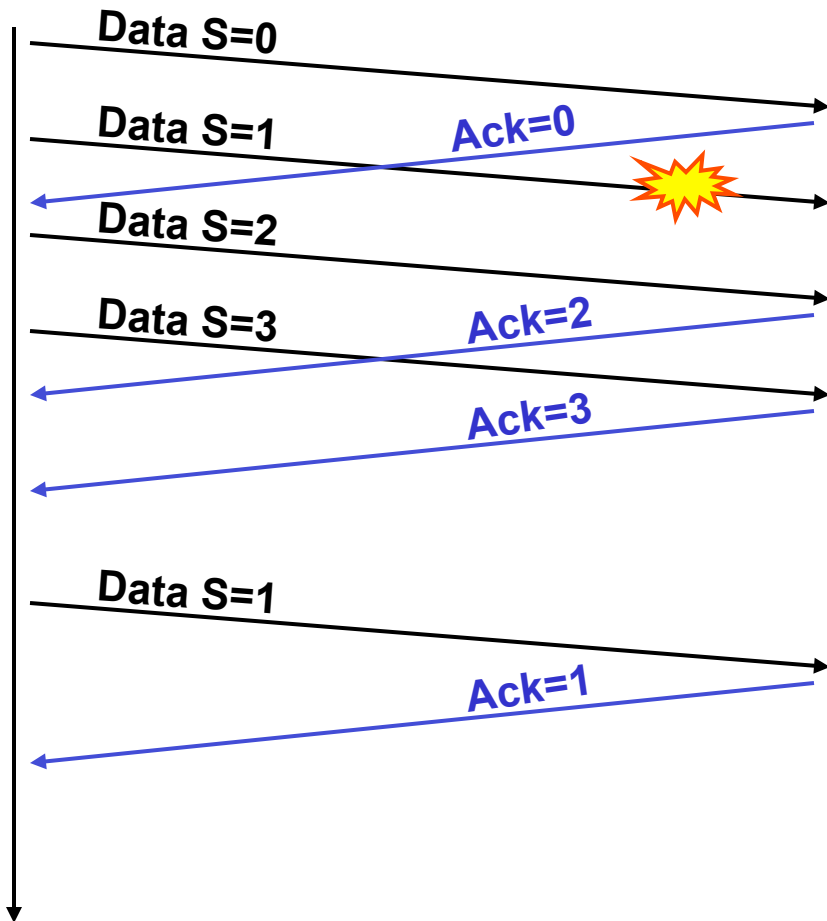 Data S=0
Data S=1
Ack=0
Data S=2
Data S=3
Ack=2
Ack=3
Data S=1
Ack=1